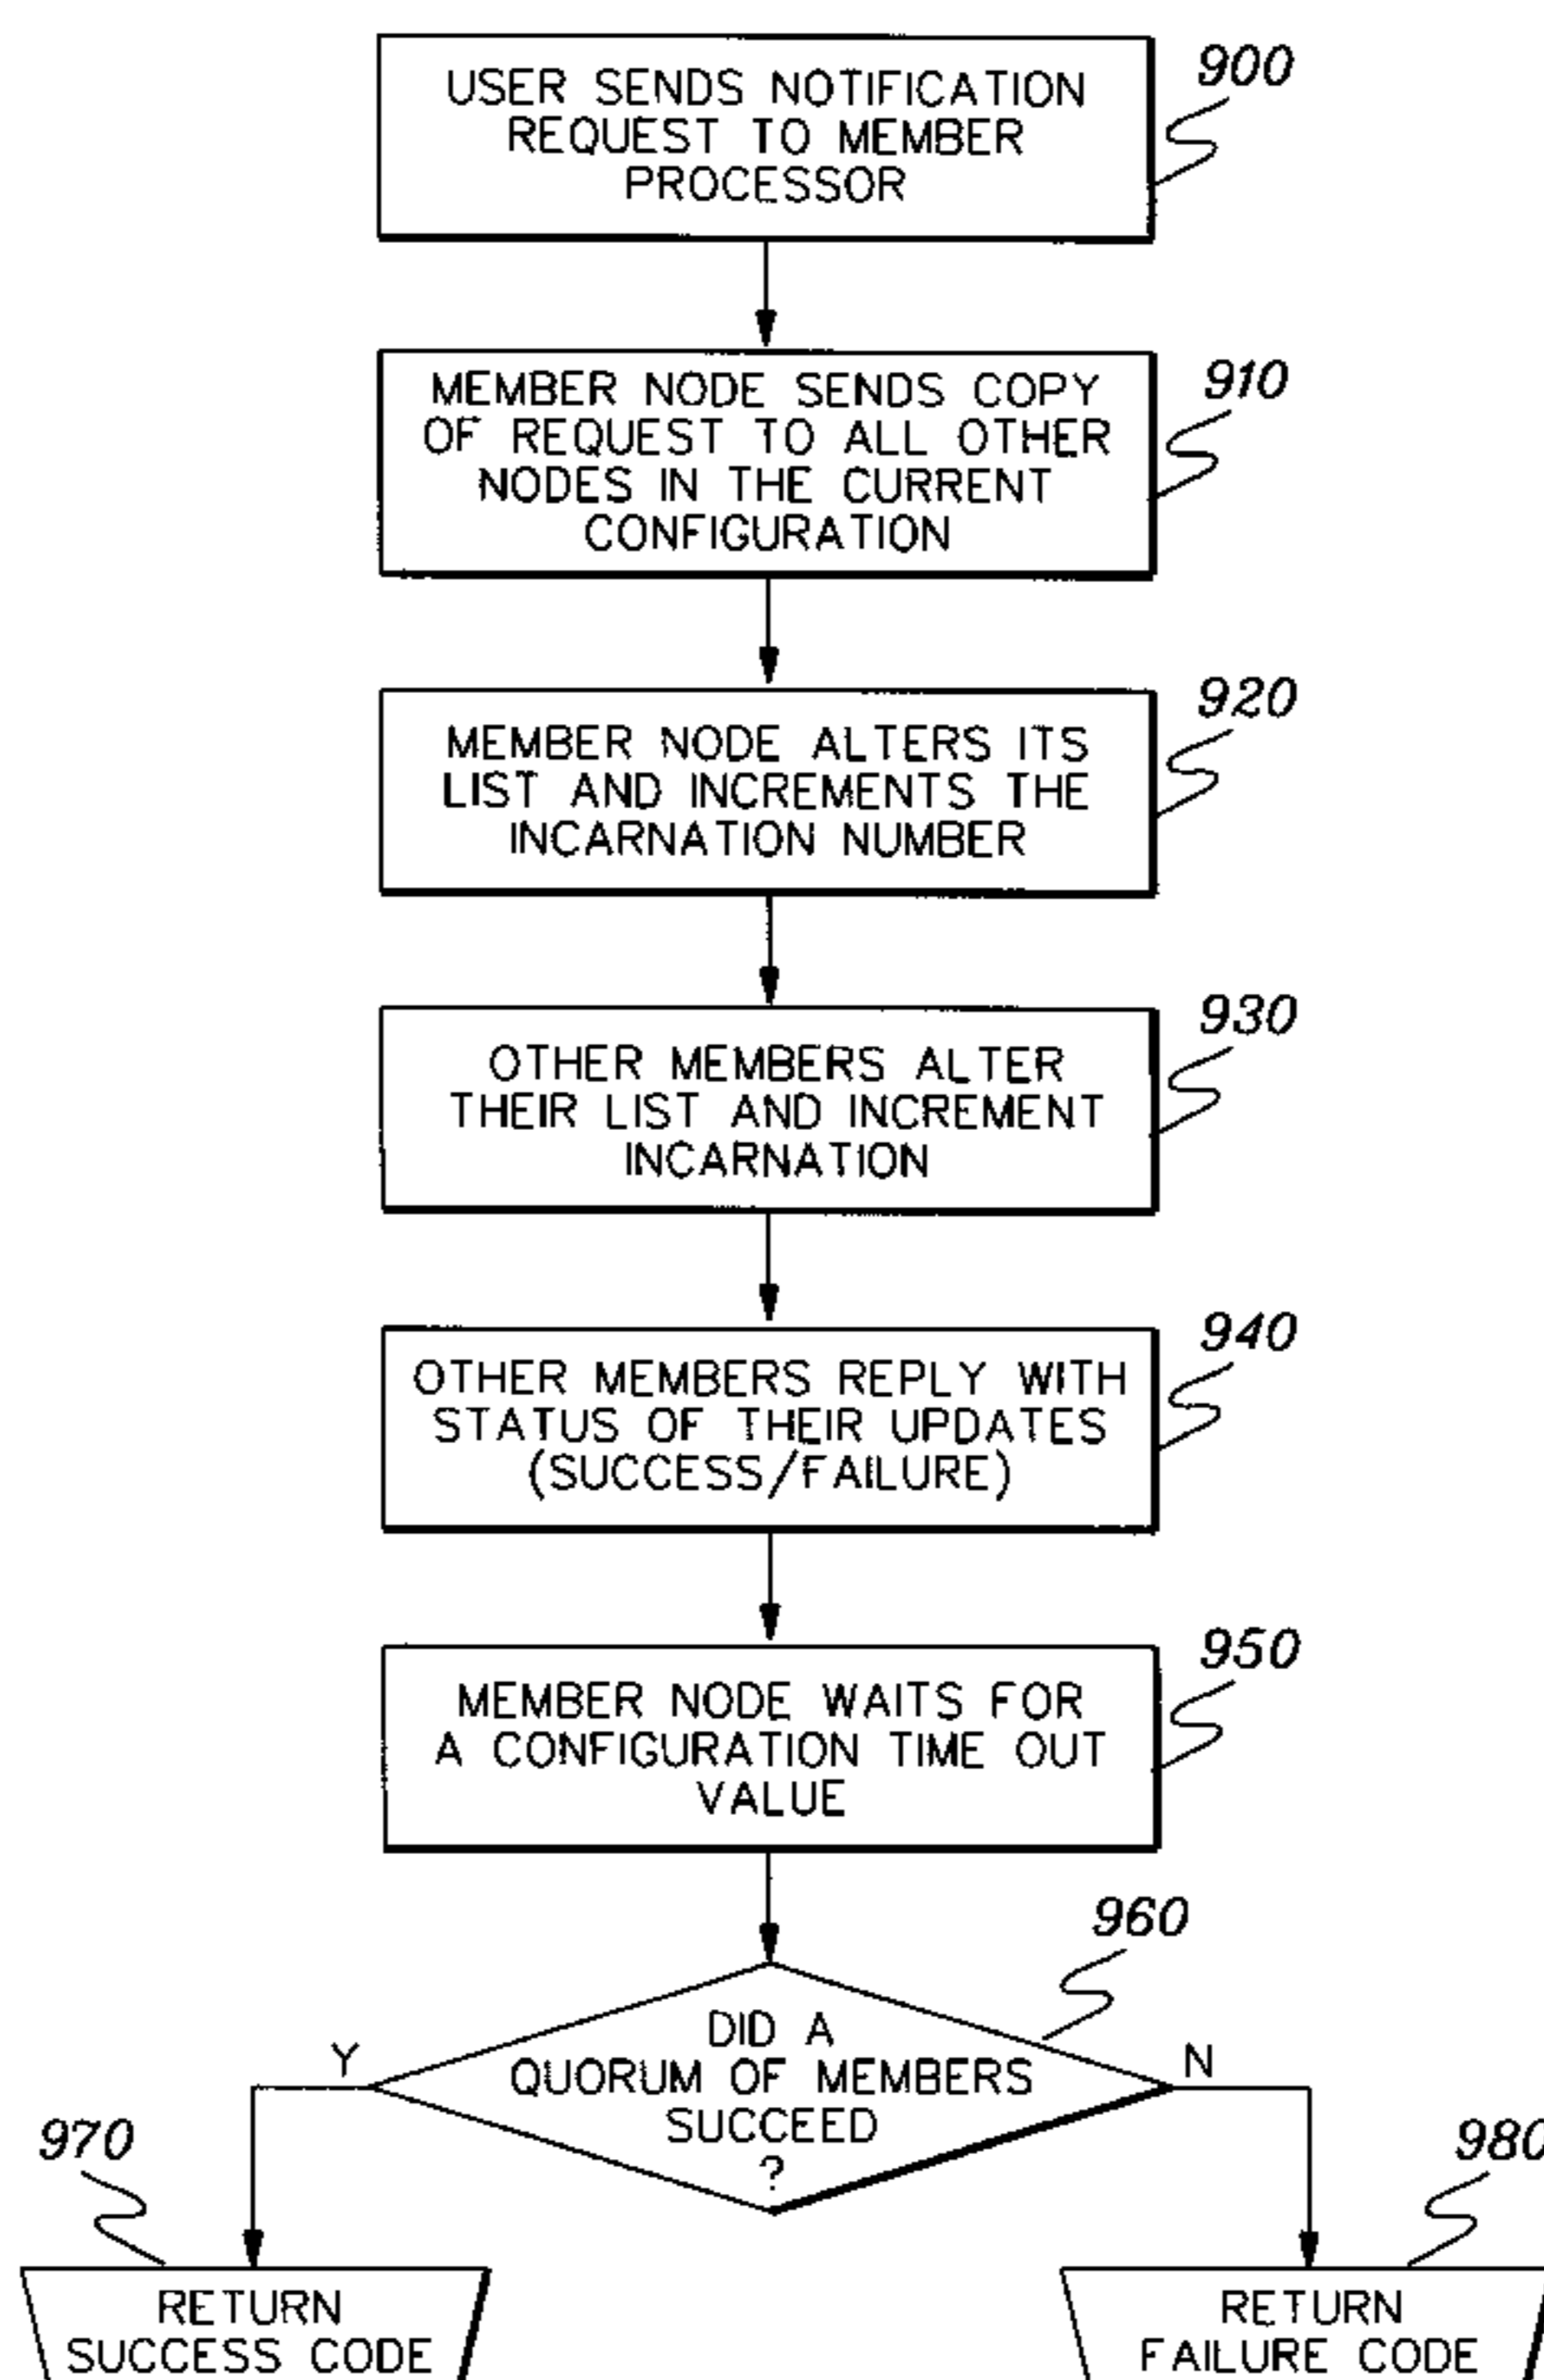 USER SENDS NOTIFICATION
REQUEST TO MEMBER
PROCESSOR
900
MEMBER NODE SENDS COPY
OF REQUEST TO ALL OTHER
NODES IN THE CURRENT
CONFIGURATION
910
MEMBER NODE ALTERS ITS
LIST AND INCREMENTS THE
INCARNATION NUMBER
920
OTHER MEMBERS ALTER
THEIR LIST AND INCREMENT
INCARNATION
930
OTHER MEMBERS REPLY WITH
STATUS OF THEIR UPDATES
(SUCCESS/FAILURE)
940
MEMBER NODE WAITS FOR
A CONFIGURATION TIME OUT
VALUE
950
960
DID A
QUORUM OF MEMBERS
SUCCEED
?
Y
N
970
RETURN
SUCCESS CODE
980
RETURN
FAILURE CODE